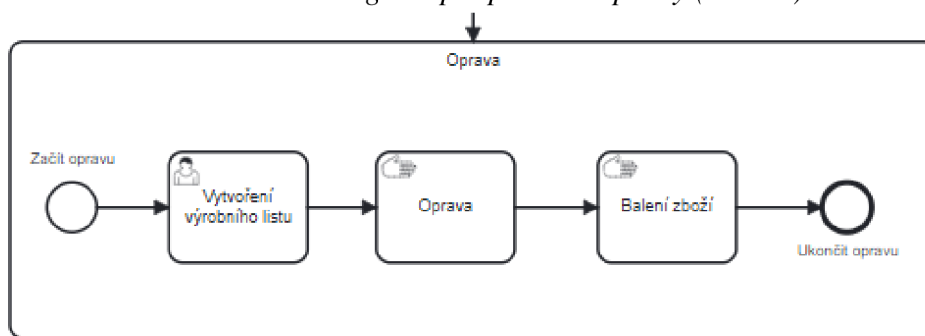 Oprava
Začít opravu
Vytvoření
výrobního listu
Oprava
Balení zboží
Ukončit opravu